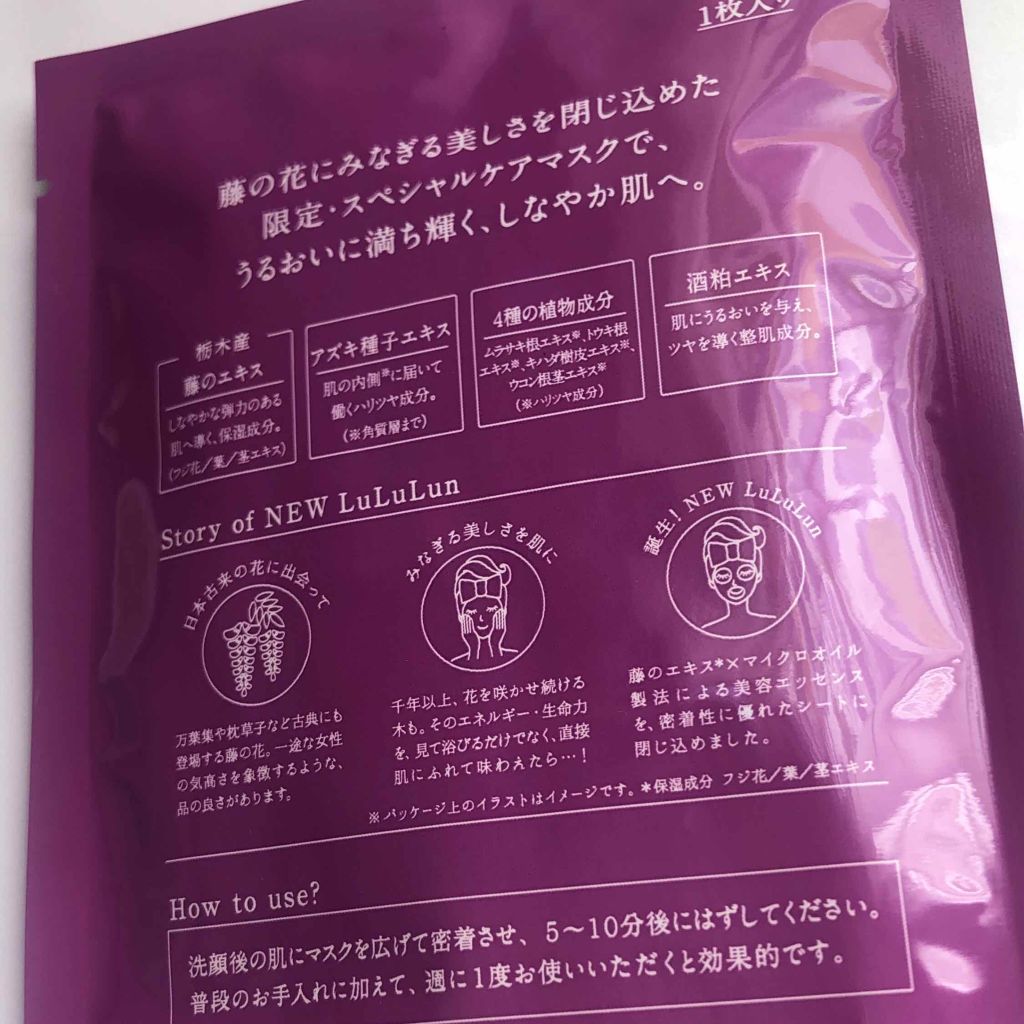 1枚入り
藤の花にみなぎる美しさを閉じ込めた
限定・スペシャルケアマスクで、
うるおいに満ち輝く、しなやか肌へ。
栃木産
藤のエキス
しなやかな弾力のある
肌へ導く、保湿成分。
(フジ花／葉／茎エキス)
アズキ種子エキス
肌の内側※に届いて
働くハリツヤ成分。
(※角質層まで)
4種の植物成分
ムラサキ根エキス※、トウキ根
エキス※、キハダ樹皮エキス※、
ウコン根茎エキス※
(※ハリツヤ成分)
酒粕エキス
肌にうるおいを与え、
ツヤを導く整肌成分。
Story of NEW LuLuLun
日本古来の花に出会って
万葉集や枕草子など古典にも
登場する藤の花。一途な女性
の気高さを象徴するような、
品の良さがあります。
みなぎる美しさを肌に
千年以上、花を咲かせ続ける
木も。そのエネルギー・生命力
を、見て浴びるだけでなく、直接
肌にふれて味わえたら…！
誕生！NEW LuLuLun
藤のエキス*×マイクロオイル
製法による美容エッセンス
を、密着性に優れたシートに
閉じ込めました。
※パッケージ上のイラストはイメージです。*保湿成分 フジ花／葉／茎エキス
How to use?
洗顔後の肌にマスクを広げて密着させ、5〜10分後にはずしてください。
普段のお手入れに加えて、週に1度お使いいただくと効果的です。